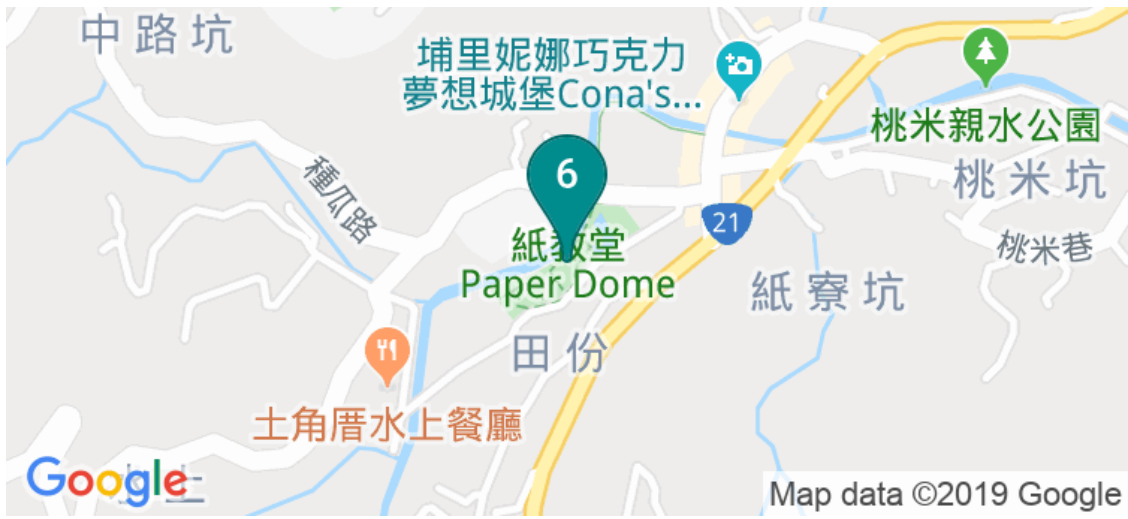 中路坑
埔里妮娜巧克力
夢想城堡Cona's...
桃米親水公園
桃米坑
種瓜路
6
21
紙教堂
Paper Dome
桃米巷
紙寮坑
田份
土角厝水上餐廳
Google
上
Map data ©2019 Google